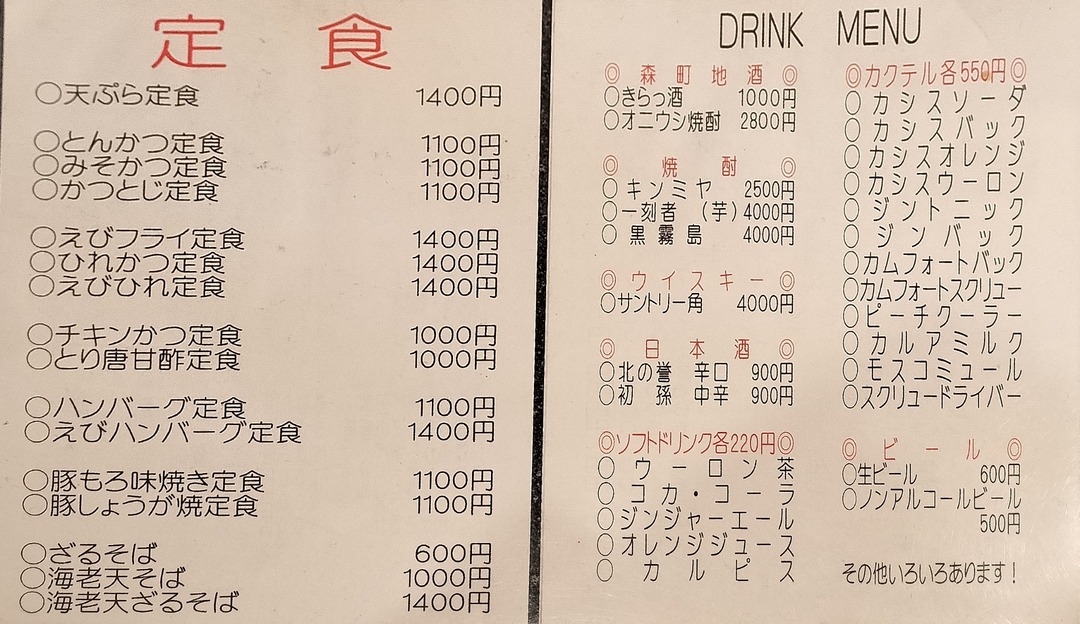 定 食
○天ぷら定食 1400円
○とんかつ定食 1100円
○みそかつ定食 1100円
○かつとじ定食 1100円
○えびフライ定食 1400円
○ひれかつ定食 1400円
○えびひれ定食 1400円
○チキンかつ定食 1000円
○とり唐甘酢定食 1000円
○ハンバーグ定食 1100円
○えびハンバーグ定食 1400円
○豚もろ味焼き定食 1100円
○豚しょうが焼定食 1100円
○ざるそば 600円
○海老天そば 1000円
○海老天ざるそば 1400円
DRINK MENU
◎ 森町地酒 ◎
○きらっ酒 1000円
○オニウシ焼酎 2800円
◎ 焼酎 ◎
○キンミヤ 2500円
○一刻者 (芋) 4000円
○黒霧島 4000円
◎ウイスキー◎
○サントリー角 4000円
◎ 日本酒 ◎
○北の誉 辛口 900円
○初孫 中辛 900円
◎ソフトドリンク各220円◎
○ウーロン茶
○コカ・コーラ
○ジンジャーエール
○オレンジジュース
○カルピス
◎カクテル各550円◎
○カシスソーダ
○カシスバック
○カシスオレンジ
○カシスウーロン
○ジントニック
○ジンバック
○カムフォートバック
○カムフォートスクリュー
○ピーチクーラー
○カルアミルク
○モスコミュール
○スクリュードライバー
◎ビール◎
○生ビール 600円
○ノンアルコールビール
500円
その他いろいろあります！